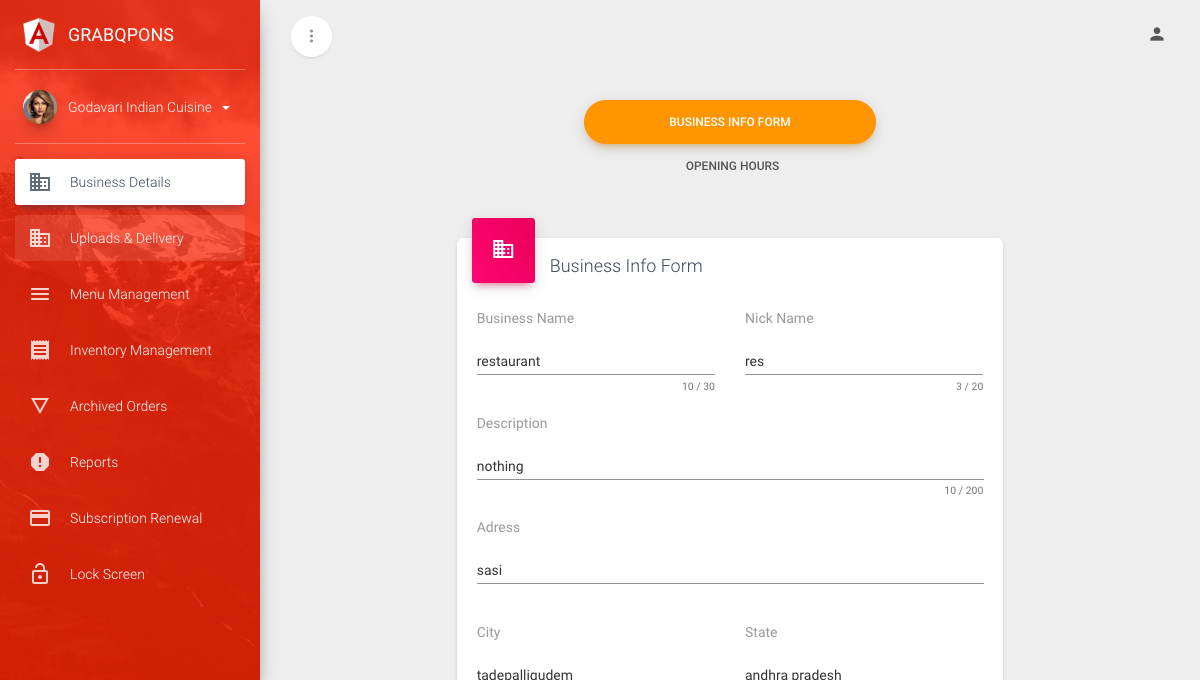 GRABQPONS
Godavari Indian Cuisine
Business Details
Uploads & Delivery
Menu Management
Inventory Management
Archived Orders
Reports
Subscription Renewal
Lock Screen
BUSINESS INFO FORM
OPENING HOURS
Business Info Form
Business Name
Nick Name
restaurant
res
10 / 30
3 / 20
Description
nothing
10 / 200
Adress
sasi
City
State
tadepalligudem
andhra pradesh